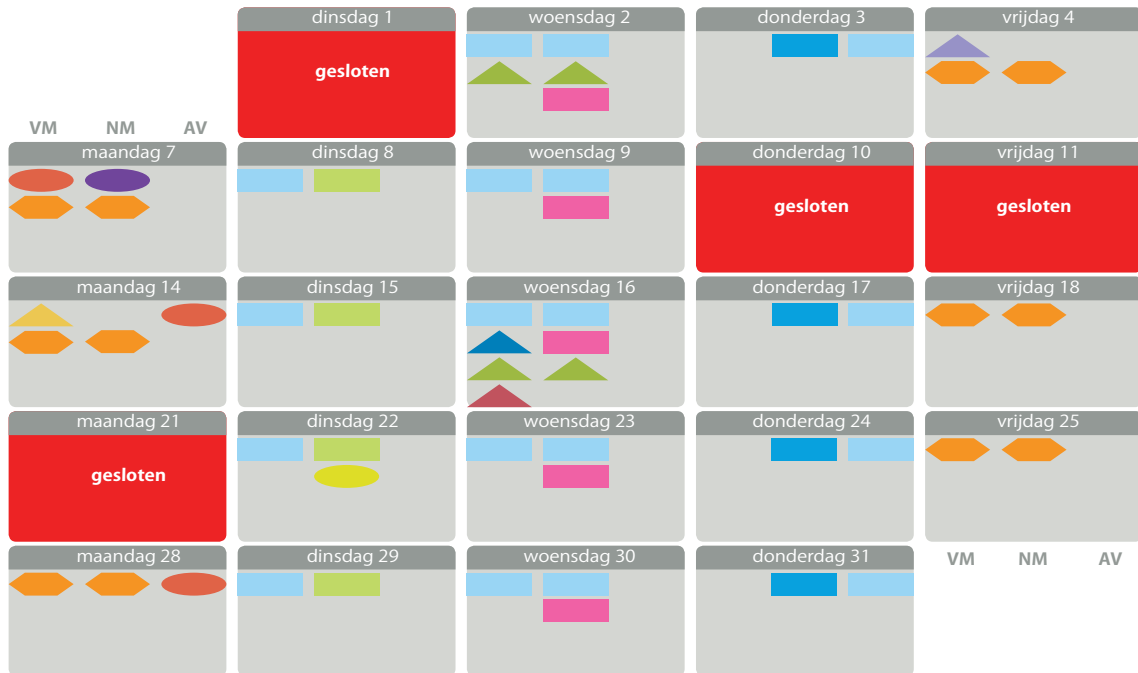 dinsdag 1
woensdag 2
donderdag 3
vrijdag 4
gesloten
VM NM AV
maandag 7
dinsdag 8
woensdag 9
donderdag 10
vrijdag 11
gesloten
gesloten
maandag 14
dinsdag 15
woensdag 16
donderdag 17
vrijdag 18
maandag 21
dinsdag 22
woensdag 23
donderdag 24
vrijdag 25
gesloten
maandag 28
dinsdag 29
woensdag 30
donderdag 31
VM NM AV